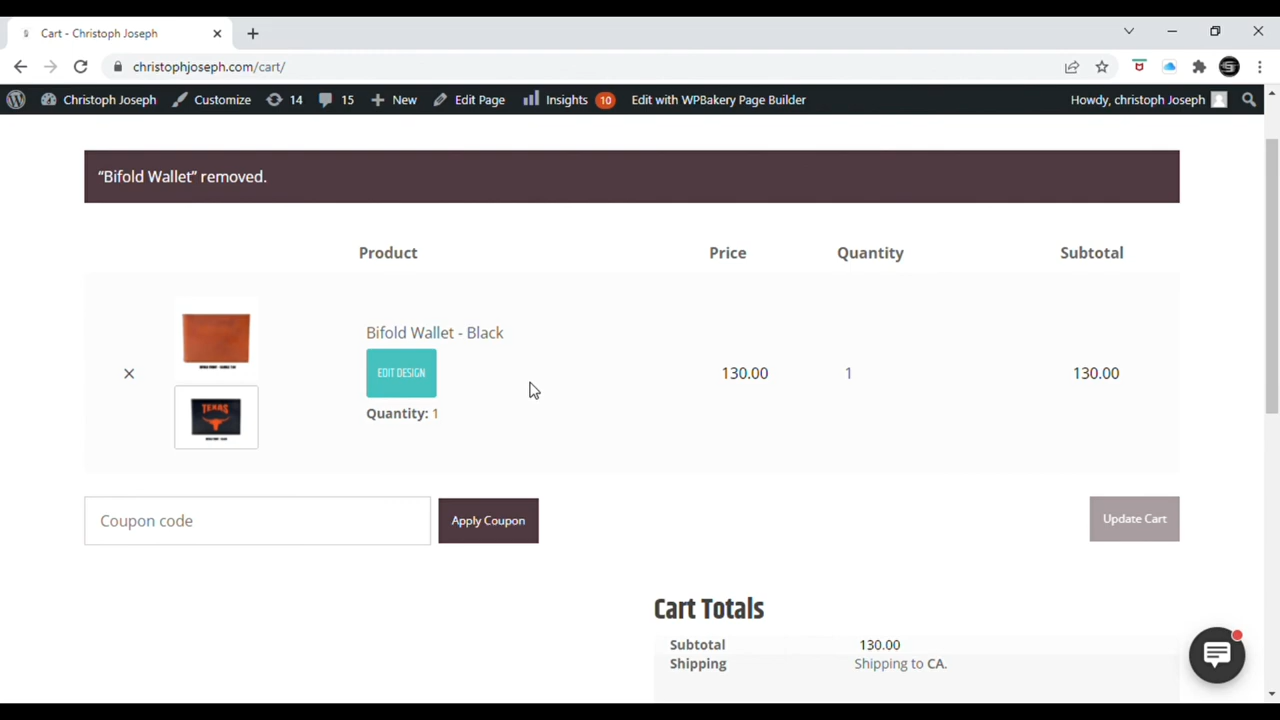 Cart - Christoph Joseph
christophjoseph.com/cart/
Christoph Joseph Customize 14 15 New Edit Page Insights 10 Edit with WPBakery Page Builder Howdy, christoph Joseph
“Bifold Wallet” removed.
Product Price Quantity Subtotal
Bifold Wallet - Black
EDIT DESIGN
130.00 1 130.00
TEXAS
Quantity: 1
Coupon code Apply Coupon Update Cart
Cart Totals
Subtotal 130.00
Shipping Shipping to CA.